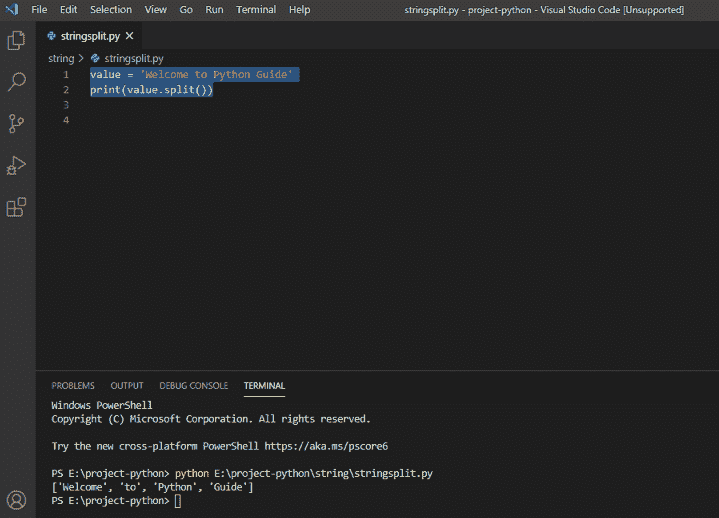 File Edit Selection View Go Run Terminal Help stringsplit.py - project-python - Visual Studio Code [Unsupported]
stringsplit.py
string > stringsplit.py
1 value = 'Welcome to Python Guide'
2 print(value.split())
3
4
PROBLEMS OUTPUT DEBUG CONSOLE TERMINAL
Windows PowerShell
Copyright (C) Microsoft Corporation. All rights reserved.
Try the new cross-platform PowerShell https://aka.ms/pscore6
PS E:\project-python> python E:\project-python\string\stringsplit.py
['Welcome', 'to', 'Python', 'Guide']
PS E:\project-python>